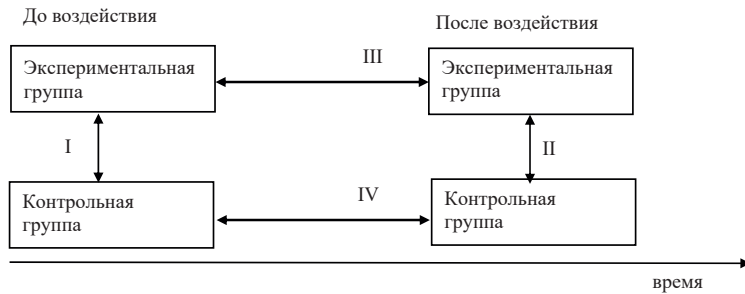 До воздействия
После воздействия
Экспериментальная
группа
III
Экспериментальная
группа
I
II
Контрольная
группа
IV
Контрольная
группа
время